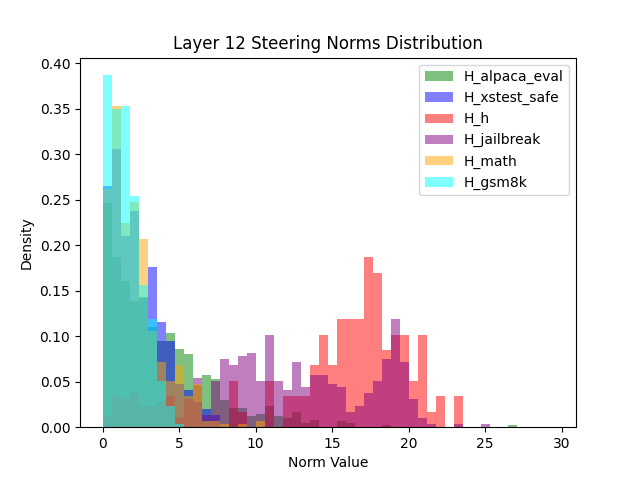 Layer 12 Steering Norms Distribution
0.40
0.35
0.30
0.25
0.20
0.15
0.10
0.05
0.00
Density
H_alpaca_eval
H_xstest_safe
H_h
H_jailbreak
H_math
H_gsm8k
0 5 10 15 20 25 30
Norm Value